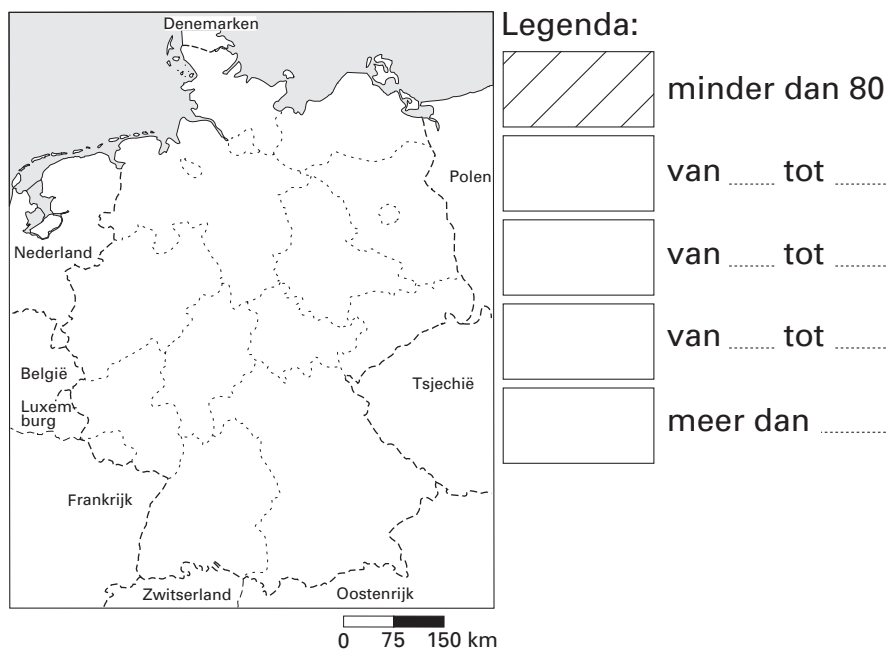 Denemarken
Polen
Nederland
België
Luxem-
burg
Tsjechië
Frankrijk
Zwitserland
Oostenrijk
0 75 150 km
Legenda:
minder dan 80
van ........ tot ........
van ........ tot ........
van ........ tot ........
meer dan ........